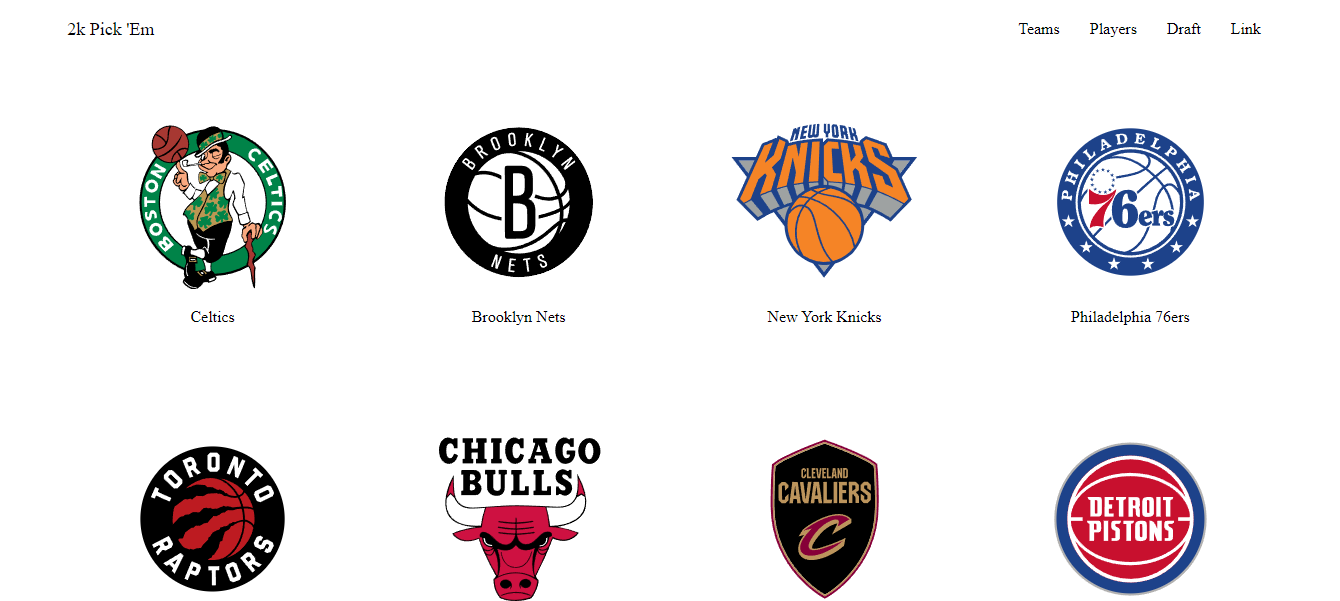 2k Pick 'Em
Teams
Players
Draft
Link
BOSTON CELTICS
BROOKLYN
B
NETS
NEW YORK
KNICKS
PHILADELPHIA
76ers
Celtics
Brooklyn Nets
New York Knicks
Philadelphia 76ers
TORONTO
RAPTORS
CHICAGO
BULLS
CLEVELAND
CAVALIERS
C
DETROIT
PISTONS